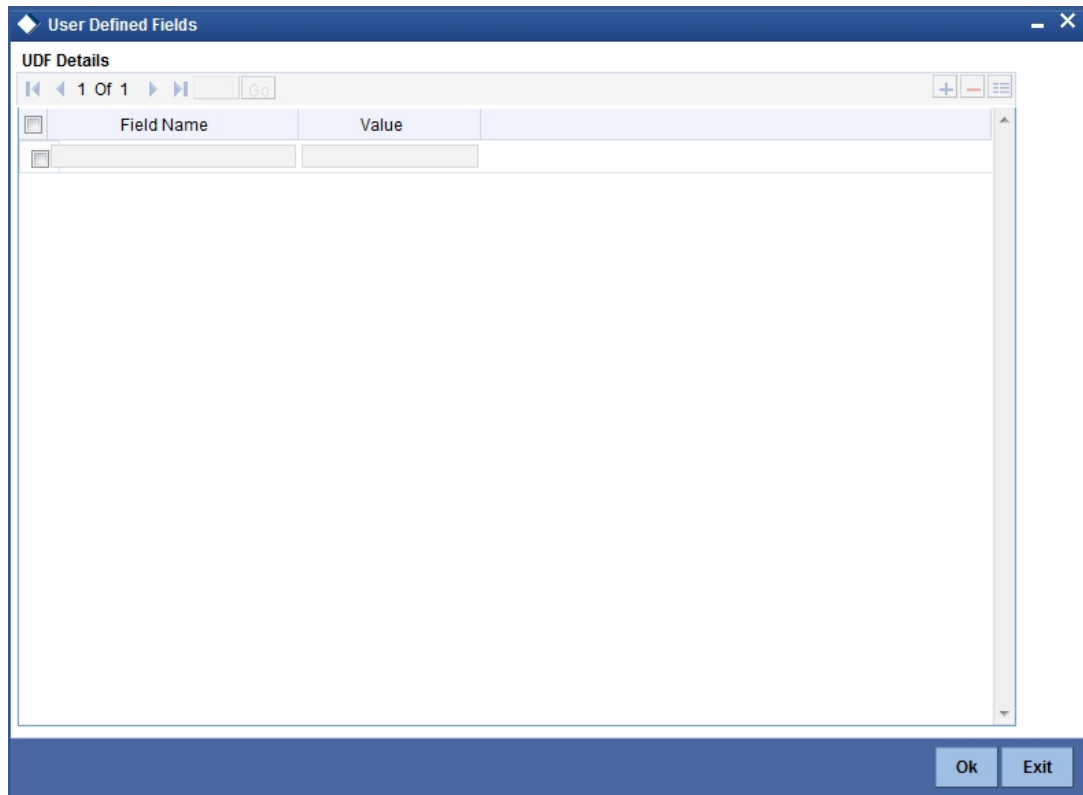 User Defined Fields
UDF Details
1 Of 1 Go
Field Name Value
Ok Exit